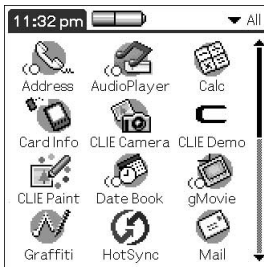 11:32 pm All
Address AudioPlayer Calc
Card Info CLIE Camera CLIE Demo
CLIE Paint Date Book gMovie
Graffiti HotSync Mail